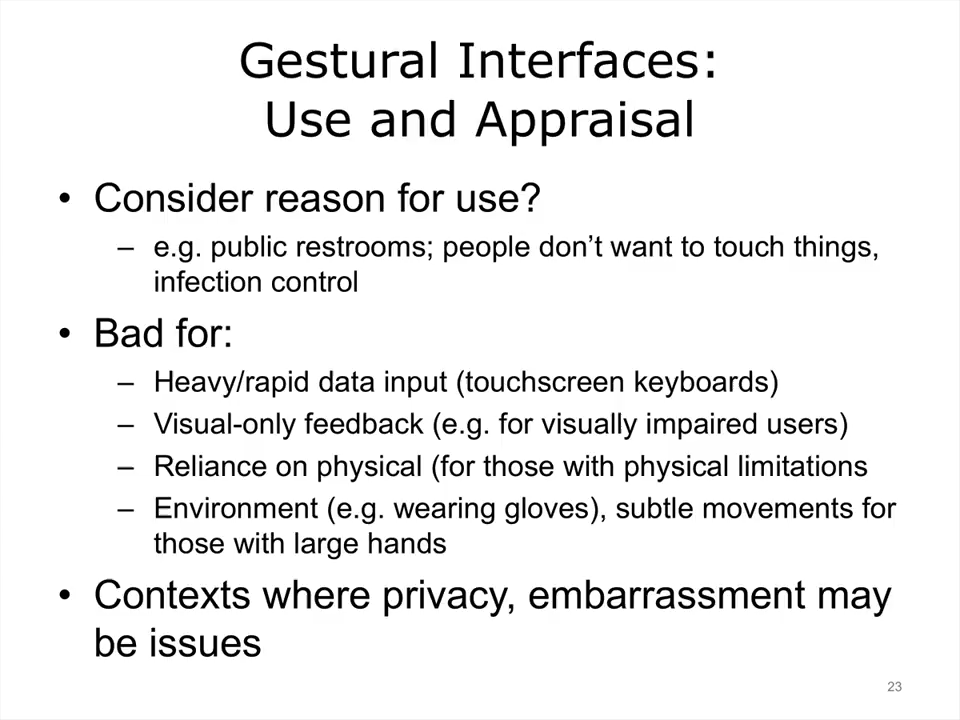 Gestural Interfaces:
Use and Appraisal
• Consider reason for use?
– e.g. public restrooms; people don’t want to touch things,
infection control
• Bad for:
– Heavy/rapid data input (touchscreen keyboards)
– Visual-only feedback (e.g. for visually impaired users)
– Reliance on physical (for those with physical limitations
– Environment (e.g. wearing gloves), subtle movements for
those with large hands
• Contexts where privacy, embarrassment may
be issues
23